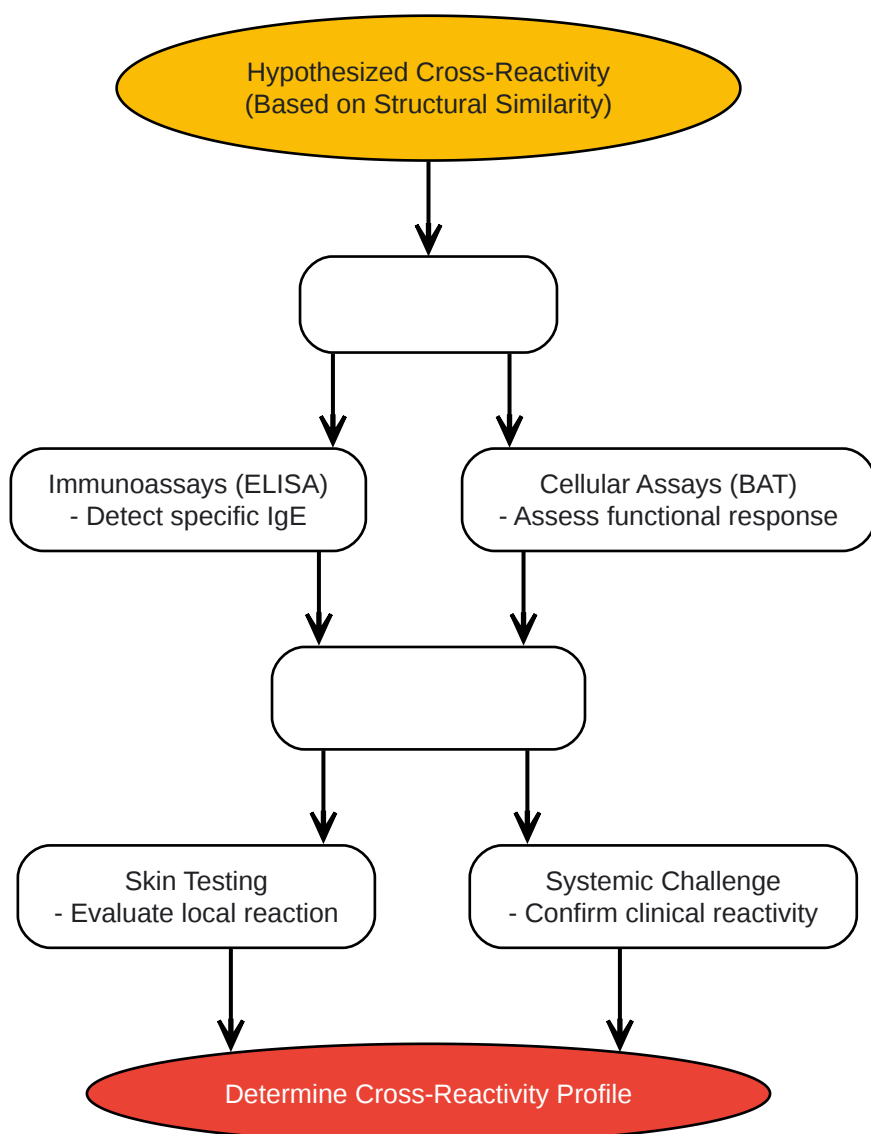 Hypothesized Cross-Reactivity
(Based on Structural Similarity)
Immunoassays (ELISA)
- Detect specific IgE
Cellular Assays (BAT)
- Assess functional response
Skin Testing
- Evaluate local reaction
Systemic Challenge
- Confirm clinical reactivity
Determine Cross-Reactivity Profile